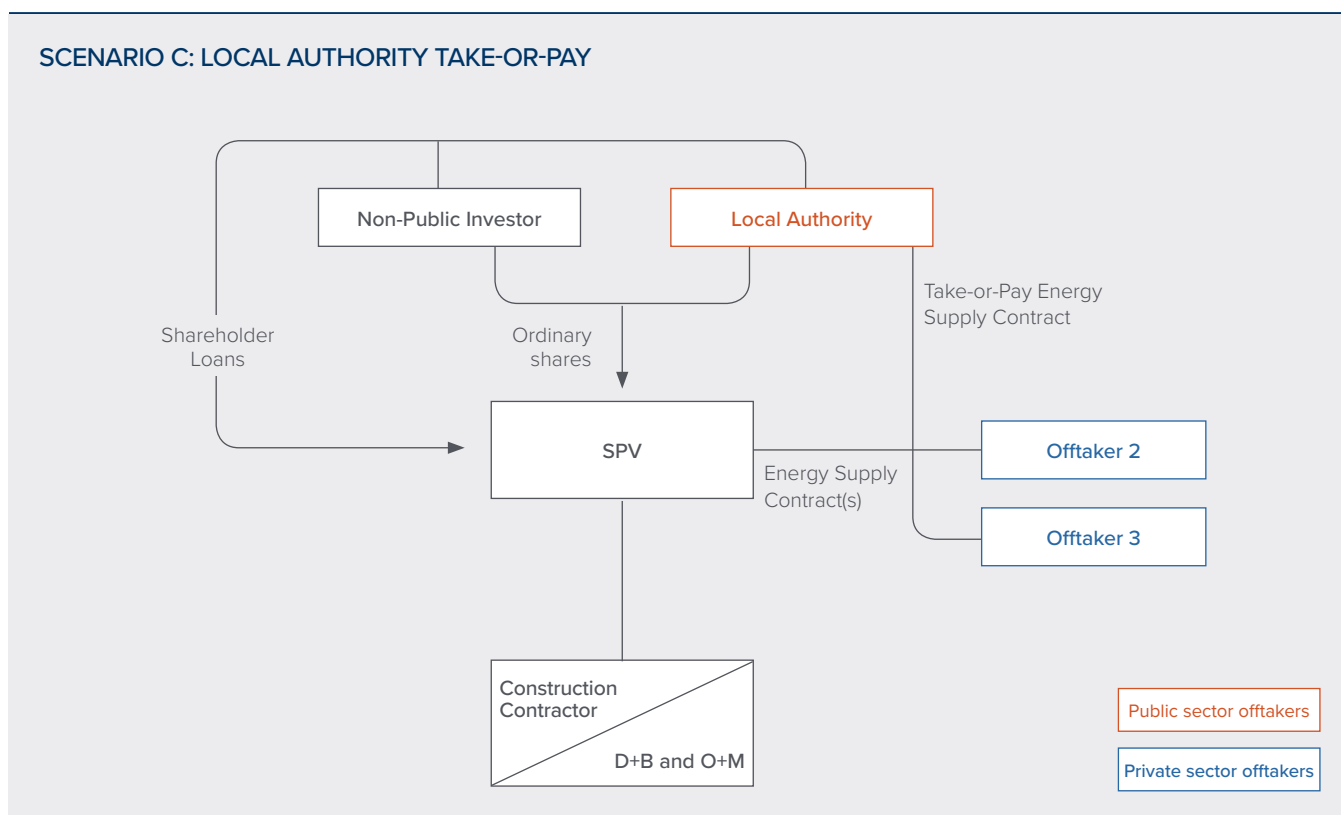 SCENARIO C: LOCAL AUTHORITY TAKE-OR-PAY
Non-Public Investor
Local Authority
Take-or-Pay Energy
Supply Contract
Shareholder
Loans
Ordinary
shares
SPV
Energy Supply
Contract(s)
Offtaker 2
Offtaker 3
Construction
Contractor
D+B and O+M
Public sector offtakers
Private sector offtakers